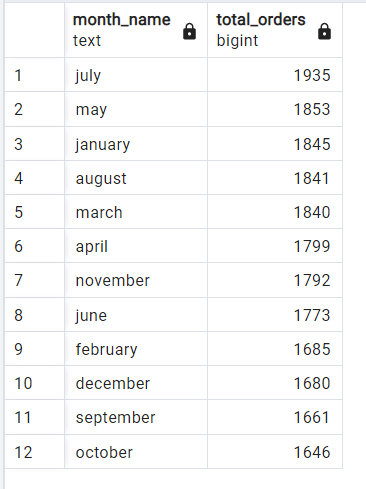 month_name total_orders
text bigint
1 july 1935
2 may 1853
3 january 1845
4 august 1841
5 march 1840
6 april 1799
7 november 1792
8 june 1773
9 february 1685
10 december 1680
11 september 1661
12 october 1646